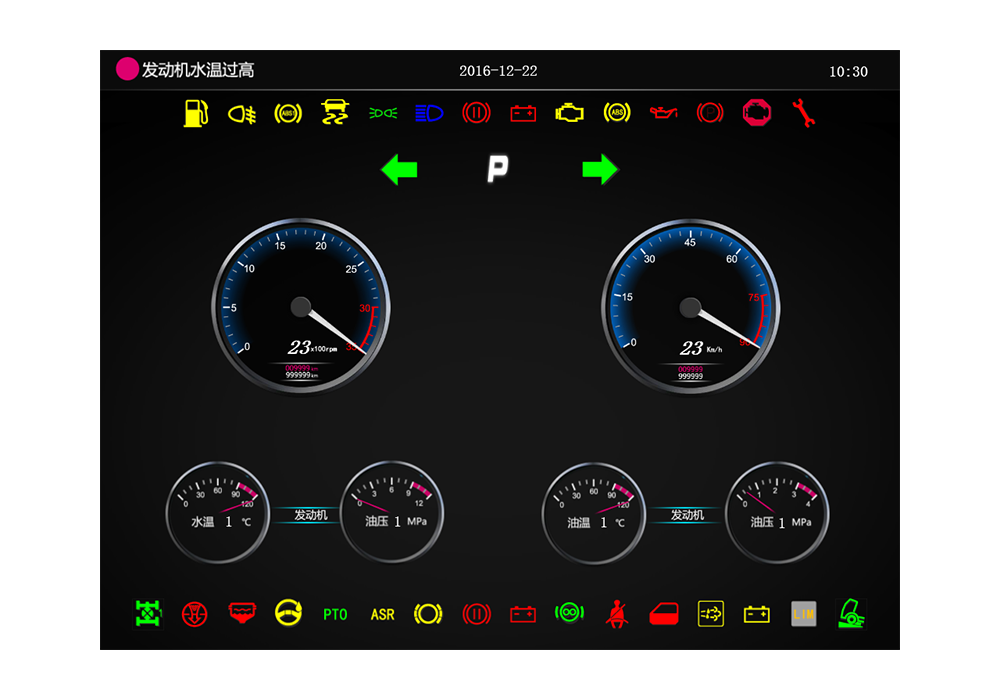 发动机水温过高 2016-12-22 10:30
ABS ABS
P
0 5 10 15 20 25 30
23 x100rpm
009999 km
999999 km
0 15 30 45 60 75 90
23 Km/h
009999
999999
0 30 60 90 120
水温 1 ℃
发动机
0 3 6 9 12
油压 1 MPa
0 30 60 90 120
油温 1 ℃
发动机
0 1 2 3 4
油压 1 MPa
PTO ASR LIM